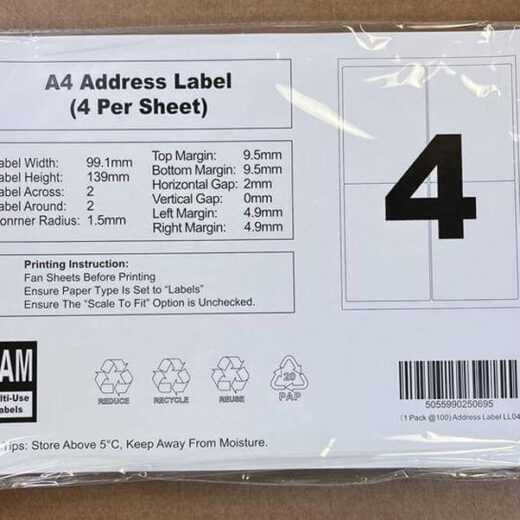 A4 Address Label
(4 Per Sheet)
abel Width: 99.1mm
abel Height: 139mm
abel Across: 2
abel Around: 2
onrner Radius: 1.5mm
Top Margin: 9.5mm
Bottom Margin: 9.5mm
Horizontal Gap: 2mm
Vertical Gap: 0mm
Left Margin: 4.9mm
Right Margin: 4.9mm
4
Printing Instruction:
Fan Sheets Before Printing
Ensure Paper Type Is Set to “Labels”
Ensure The “Scale To Fit” Option is Unchecked.
AM
ulti-Use
abels
REDUCE
RECYCLE
REUSE
20
PAP
5055990250695
(1 Pack @100) Address Label LL04
Tips: Store Above 5°C, Keep Away From Moisture.